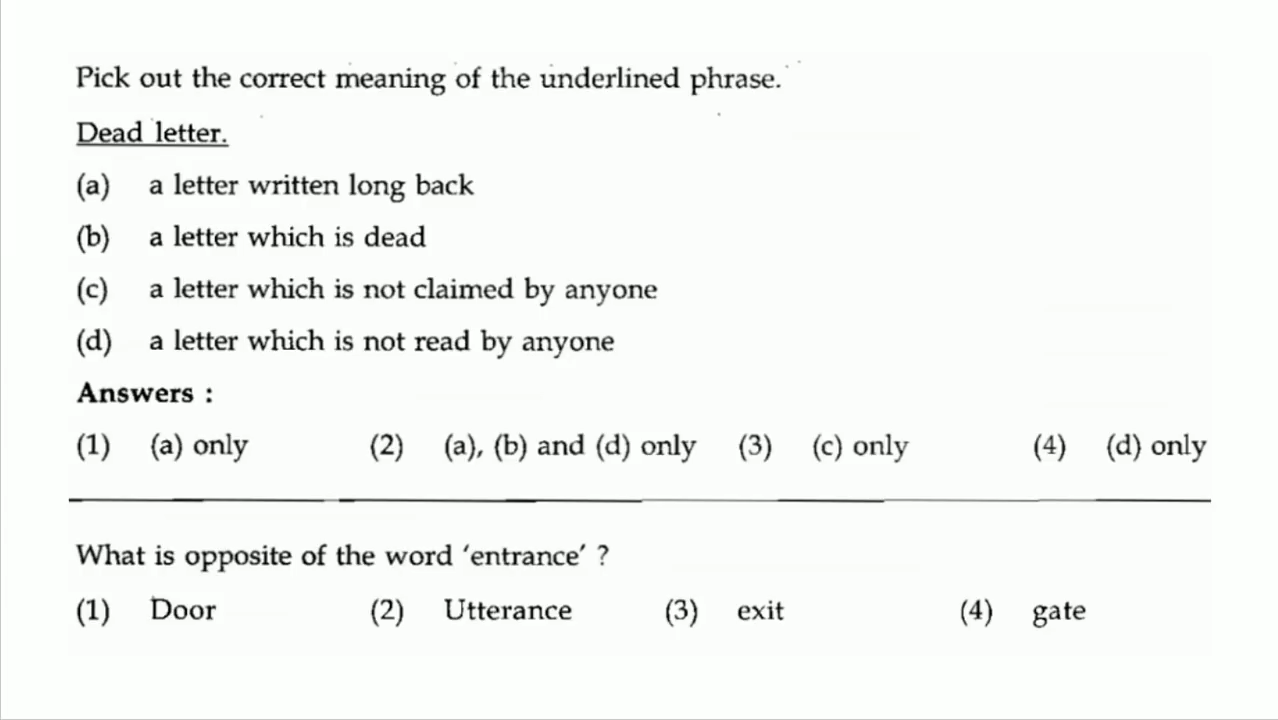 Pick out the correct meaning of the underlined phrase.
Dead letter.
(a) a letter written long back
(b) a letter which is dead
(c) a letter which is not claimed by anyone
(d) a letter which is not read by anyone
Answers :
(1) (a) only (2) (a), (b) and (d) only (3) (c) only (4) (d) only
What is opposite of the word ‘entrance’ ?
(1) Door (2) Utterance (3) exit (4) gate